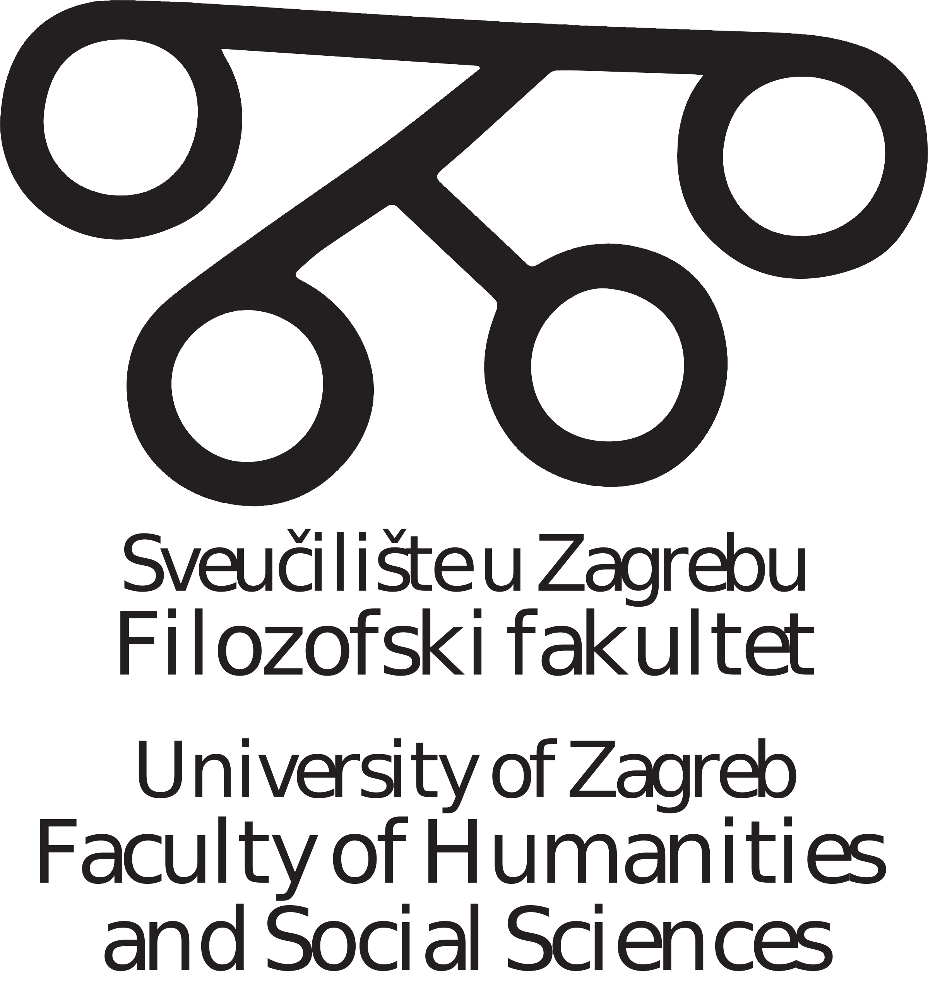 Sveučilište u Zagrebu
Filozofski fakultet
University of Zagreb
Faculty of Humanities
and Social Sciences